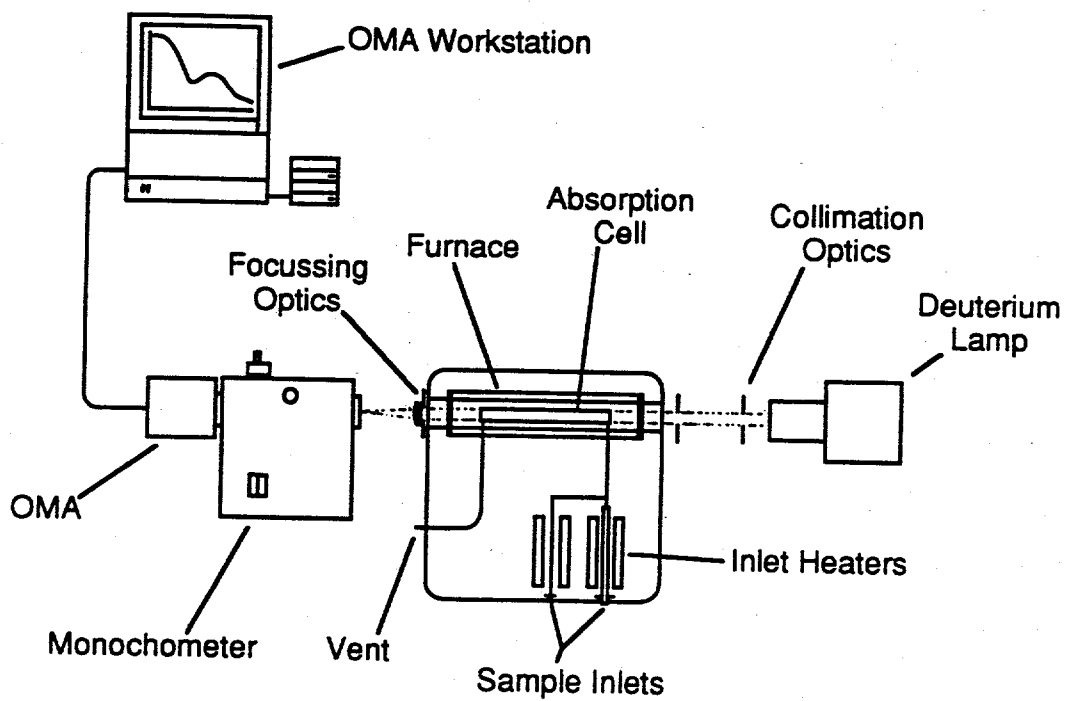 OMA Workstation
Absorption
Cell
Collimation
Optics
Furnace
Focussing
Optics
Deuterium
Lamp
OMA
Inlet Heaters
Monochometer
Vent
Sample Inlets